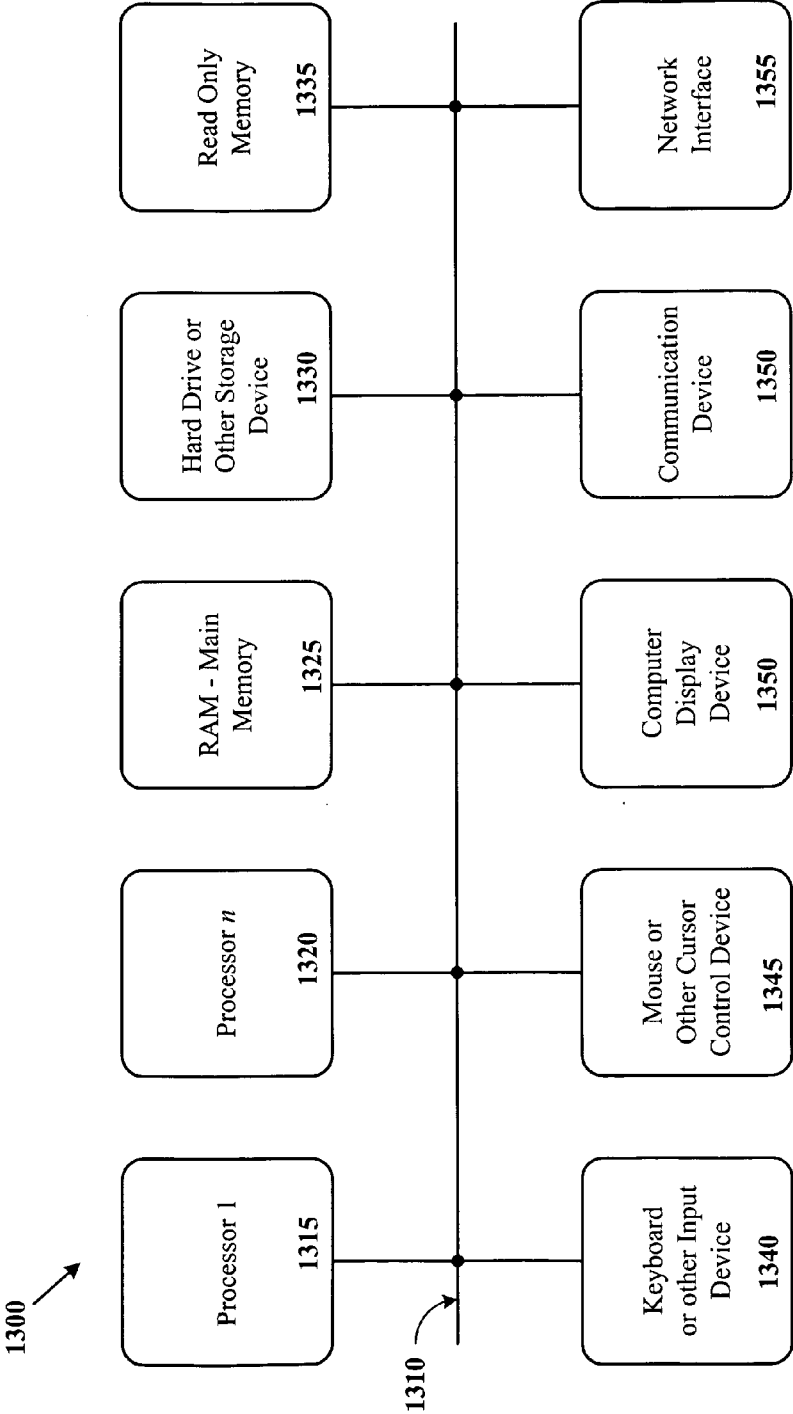 1300
Processor 1
1315
Processor n
1320
RAM - Main
Memory
1325
Hard Drive or
Other Storage
Device
1330
Read Only
Memory
1335
1310
Keyboard
or other Input
Device
1340
Mouse or
Other Cursor
Control Device
1345
Computer
Display
Device
1350
Communication
Device
1350
Network
Interface
1355